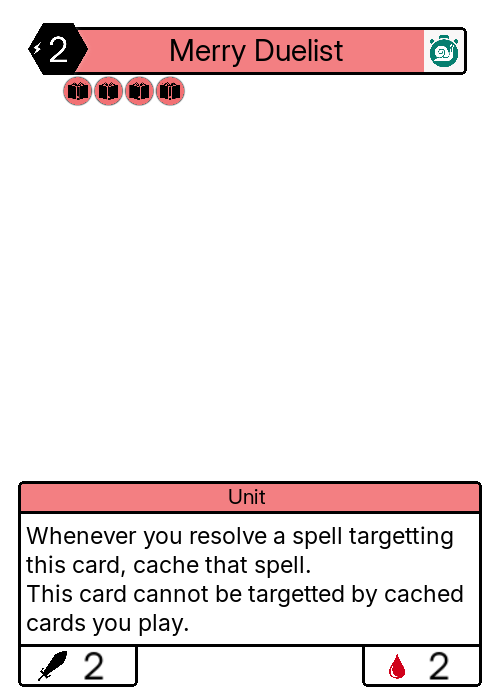 2
Merry Duelist
Unit
Whenever you resolve a spell targetting
this card, cache that spell.
This card cannot be targetted by cached
cards you play.
2
2